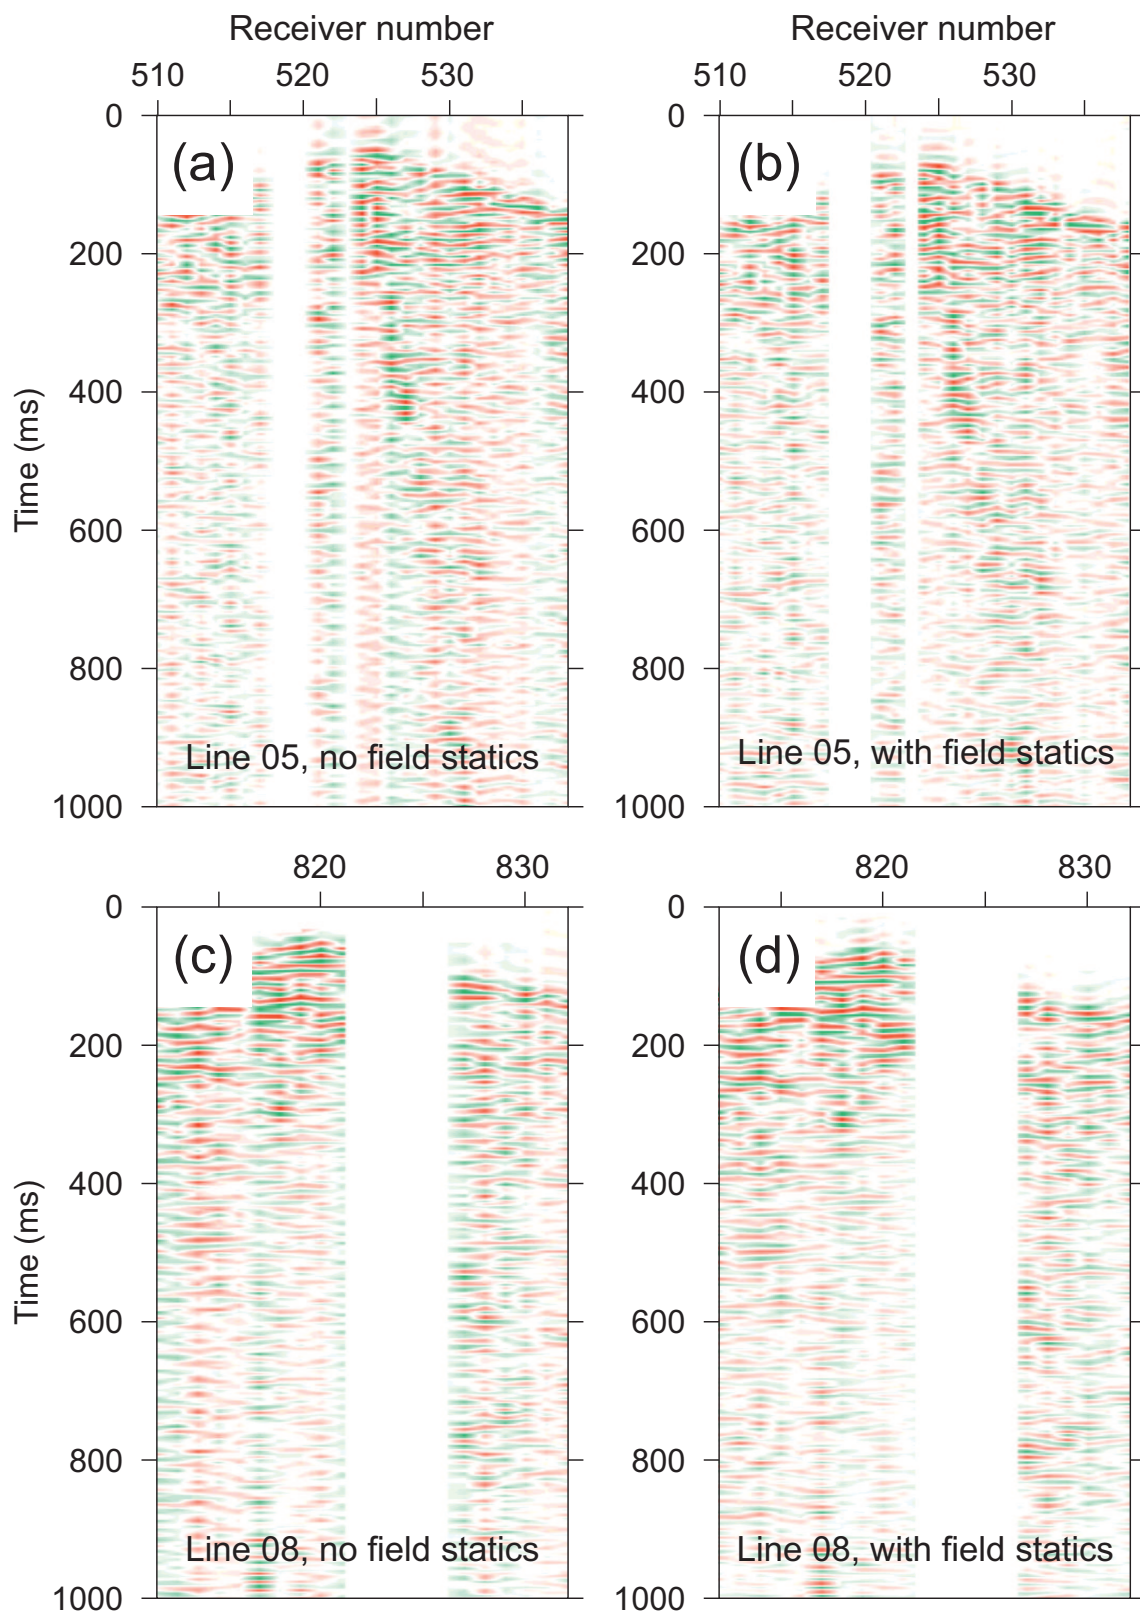 Receiver number
Receiver number
510 520 530
510 520 530
0
(a)
200
400
600
800
1000
Time (ms)
Line 05, no field statics
0
(b)
200
400
600
800
1000
Line 05, with field statics
820 830
820 830
0
(c)
200
400
600
800
1000
Time (ms)
Line 08, no field statics
0
(d)
200
400
600
800
1000
Line 08, with field statics